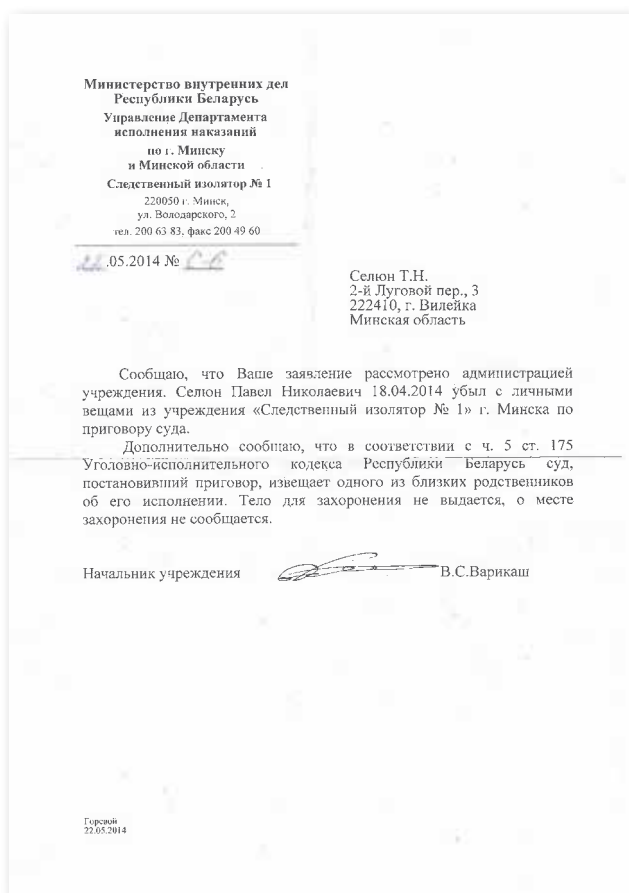 Министерство внутренних дел
Республики Беларусь
Управление Департамента
исполнения наказаний
по г. Минску
и Минской области
Следственный изолятор № 1
220050 г. Минск,
ул. Володарского, 2
тел. 200 63 83, факс 200 49 60
22.05.2014 № С-6
Селюн Т.Н.
2-й Луговой пер., 3
222410, г. Вилейка
Минская область
Сообщаю, что Ваше заявление рассмотрено администрацией
учреждения. Селюн Павел Николаевич 18.04.2014 убыл с личными
вещами из учреждения «Следственный изолятор № 1» г. Минска по
приговору суда.
Дополнительно сообщаю, что в соответствии с ч. 5 ст. 175
Уголовно-исполнительного кодекса Республики Беларусь суд,
постановивший приговор, извещает одного из близких родственников
об его исполнении. Тело для захоронения не выдается, о месте
захоронения не сообщается.
Начальник учреждения В.С.Варикаш
Горевой
22.05.2014